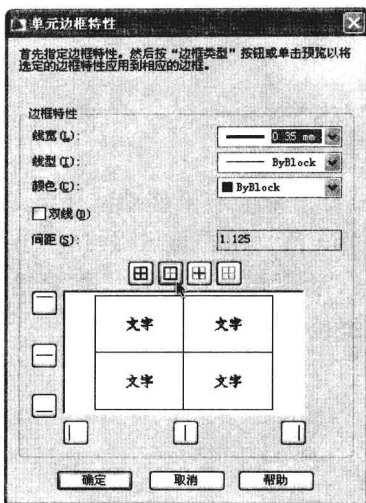 单元边框特性
首先指定边框特性。然后按“边框类型”按钮或单击预览以将
选定的边框特性应用到相应的边框。
边框特性
线宽(L):
0.35 mm
线型(T):
ByBlock
颜色(C):
ByBlock
双线(D)
间距(S):
1.125
文字 文字
文字 文字
确定 取消 帮助